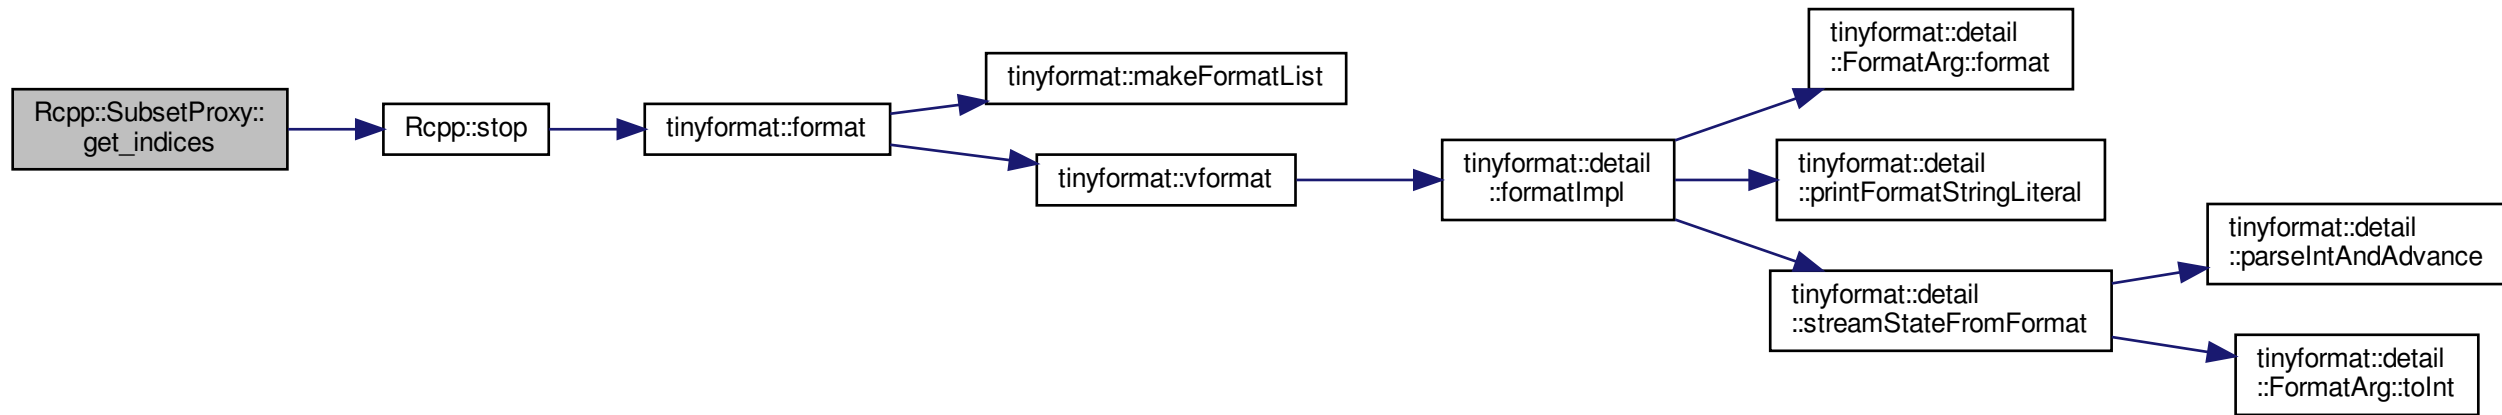 Rcpp::SubsetProxy::
get_indices
Rcpp::stop
tinyformat::format
tinyformat::makeFormatList
tinyformat::vformat
tinyformat::detail
::formatImpl
tinyformat::detail
::FormatArg::format
tinyformat::detail
::printFormatStringLiteral
tinyformat::detail
::streamStateFromFormat
tinyformat::detail
::parseIntAndAdvance
tinyformat::detail
::FormatArg::toInt